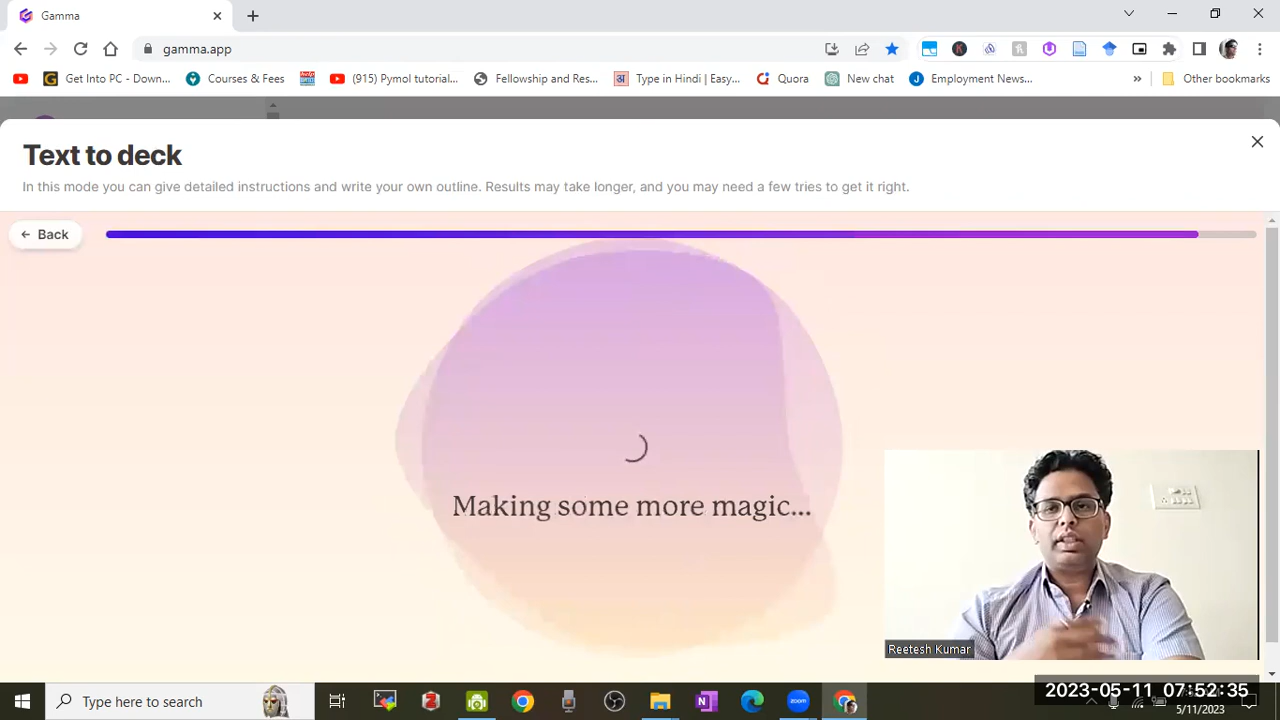 Gamma
gamma.app
Get Into PC - Down...
Courses & Fees
(915) Pymol tutorial...
Fellowship and Res...
Type in Hindi | Easy...
Quora
New chat
Employment News...
»
Other bookmarks
Text to deck
In this mode you can give detailed instructions and write your own outline. Results may take longer, and you may need a few tries to get it right.
← Back
Making some more magic...
Reetesh Kumar
Type here to search
zoom
2023-05-11 07:52:35
5/11/2023